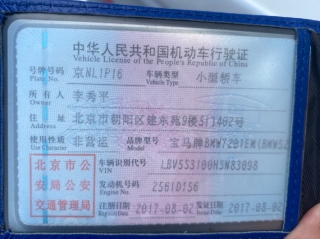 中华人民共和国机动车行驶证
Vehicle License of the People's Republic of China
号牌号码 京NL1P16 车辆类型 小型轿车
Plate No. Vehicle Type
所有人 李秀平
Owner
住址 北京市朝阳区建东苑9楼5门402号
Address
使用性质 非营运 品牌型号 宝马牌BMW7201EM(BMW52
Use Character Model
北京市公 车辆识别代号 LBV5S3100HSN83098
VIN
安局公安 发动机号码 256ID156
Engine No.
交通管理局 注册日期 2017-08-02 发证日期 2017-08-02
Register Date Issue Date